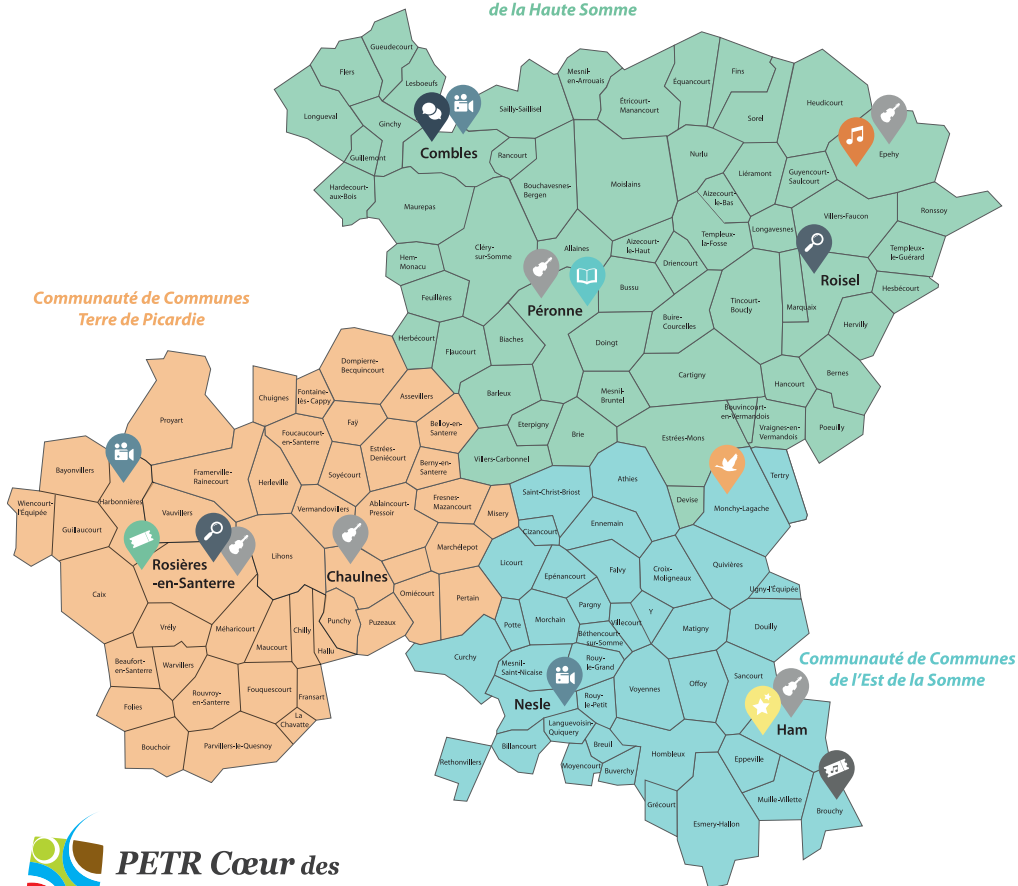 de la Haute Somme
Gueudecourt
Flers
Lesboeufs
Longueval
Ginchy
Guillemont
Combles
Hardecourt-
aux-Bois
Sailly-Saillisel
Mesnil-
en-Arrouais
Étricourt-
Manancourt
Équancourt
Fins
Sorel
Heudicourt
Epehy
Rancourt
Bouchavesnes-
Bergen
Moislains
Nurlu
Liéramont
Guyencourt-
Saulcourt
Aizecourt-
le-Bas
Maurepas
Villers-Faucon
Ronssoy
Longavesnes
Templeux-
la-Fosse
Templeux-
le-Guérard
Cléry-
sur-Somme
Allaines
Aizecourt-
le-Haut
Driencourt
Hem-
Monacu
Roisel
Hesbécourt
Feuillères
Bussu
Péronne
Tincourt-
Boucly
Marquaix
Buire-
Courcelles
Hervilly
Herbécourt
Flaucourt
Biaches
Doingt
Cartigny
Hancourt
Bernes
Barleux
Mesnil-
Bruntel
Bouvincourt-
en-Vermandois
Vraignes-en-
Vermandois
Poeuilly
Eterpigny
Brie
Estrées-Mons
Villers-Carbonnel
Devise
Communauté de Communes
Terre de Picardie
Dompierre-
Becquincourt
Chuignes
Fontaine-
lès-Cappy
Assevillers
Proyart
Foucaucourt-
en-Santerre
Faÿ
Belloy-en-
Santerre
Estrées-
Deniécourt
Berny-en-
Santerre
Bayonvillers
Framerville-
Rainecourt
Herleville
Soyécourt
Harbonnières
Wiencourt-
l'Équipée
Guillaucourt
Vauvillers
Vermandovillers
Ablaincourt-
Pressoir
Fresnes-
Mazancourt
Misery
Rosières
-en-Santerre
Lihons
Chaulnes
Marchélepot
Caix
Omiécourt
Pertain
Vrély
Méharicourt
Maucourt
Chilly
Hallu
Punchy
Puzeaux
Beaufort-
en-Santerre
Warvillers
Rouvroy-
en-Santerre
Fouquescourt
Fransart
La
Chavatte
Folies
Bouchoir
Parvillers-le-Quesnoy
Saint-Christ-Briost
Athies
Monchy-Lagache
Tertry
Ennemain
Cizancourt
Licourt
Epénancourt
Falvy
Croix-
Moligneaux
Quivières
Ugny-l'Équipée
Pargny
Y
Potte
Morchain
Villecourt
Béthencourt-
sur-Somme
Matigny
Douilly
Curchy
Mesnil-
Saint-Nicaise
Rouy-
le-Grand
Communauté de Communes
de l'Est de la Somme
Nesle
Rouy-
le-Petit
Voyennes
Offoy
Sancourt
Ham
Languevoisin-
Quiquery
Billancourt
Breuil
Rethonvillers
Moyencourt
Buverchy
Hombleux
Eppeville
Muille-Villette
Brouchy
Grécourt
Esmery-Hallon
PETR Cœur des